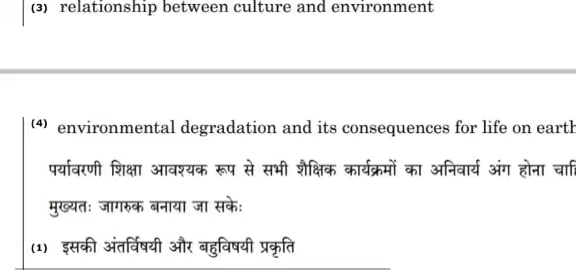 (3) relationship between culture and environment
(4) environmental degradation and its consequences for life on earth
पर्यावरणी शिक्षा आवश्यक रूप से सभी शैक्षिक कार्यक्रमों का अनिवार्य अंग होना
मुख्यतः जागरुक बनाया जा सकेः
(1) इसकी अंतर्विषयी और बहुविषयी प्रकृति